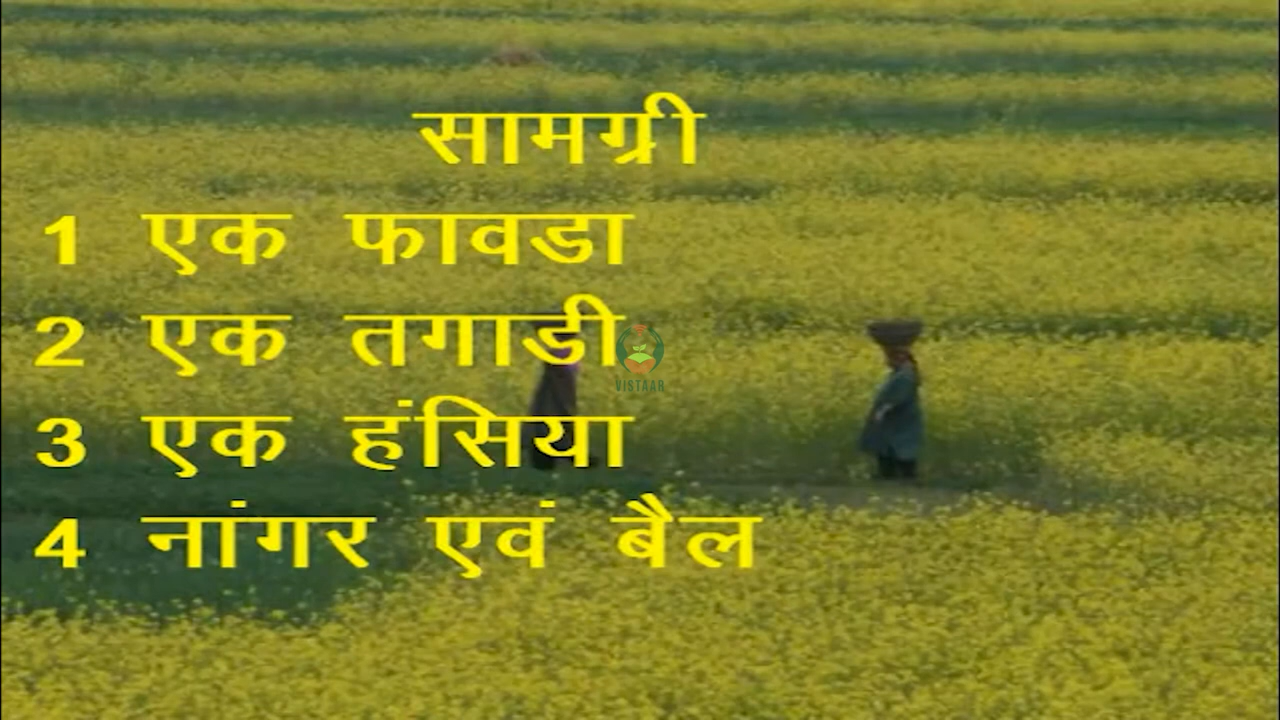 सामग्री
1 एक फावडा
2 एक तगाडी
VISTAAR
3 एक हंसिया
4 नांगर एवं बैल